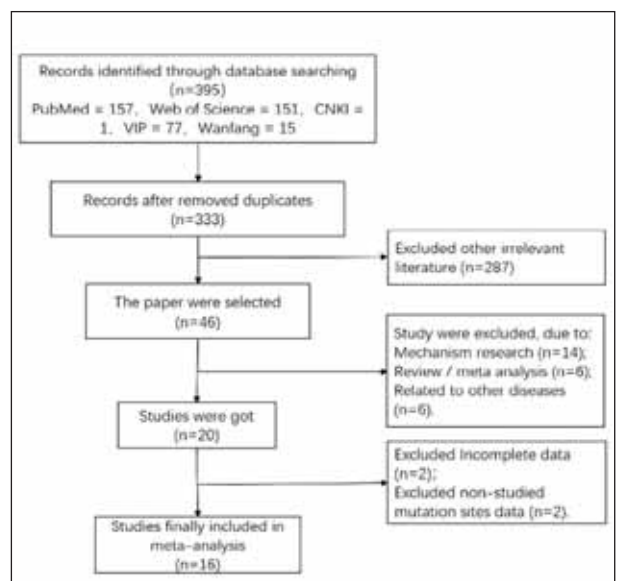 Records identified through database searching
(n=395)
PubMed = 157, Web of Science = 151, CNKI =
1, VIP = 77, Wanfang = 15
Records after removed duplicates
(n=333)
Excluded other irrelevant
literature (n=287)
The paper were selected
(n=46)
Study were excluded, due to:
Mechanism research (n=14);
Review / meta analysis (n=6);
Related to other diseases
(n=6).
Studies were got
(n=20)
Excluded Incomplete data
(n=2);
Excluded non-studied
mutation sites data (n=2).
Studies finally included in
meta-analysis
(n=16)